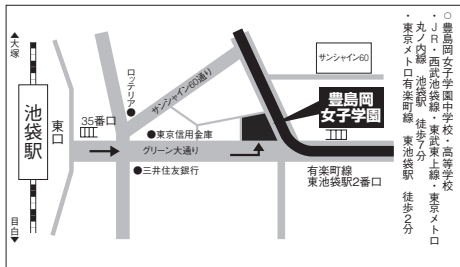 ○豊島岡女子学園中学校・高等学校
・JR・西武池袋線・東武東上線・東京メトロ
丸ノ内線 池袋駅 徒歩7分
・東京メトロ有楽町線 東池袋駅 徒歩2分
▲大塚
池袋駅
目白▼
東口
35番口
ロッテリア
サンシャイン60通り
サンシャイン60
豊島岡
女子学園
東京信用金庫
グリーン大通り
三井住友銀行
有楽町線
東池袋駅2番口